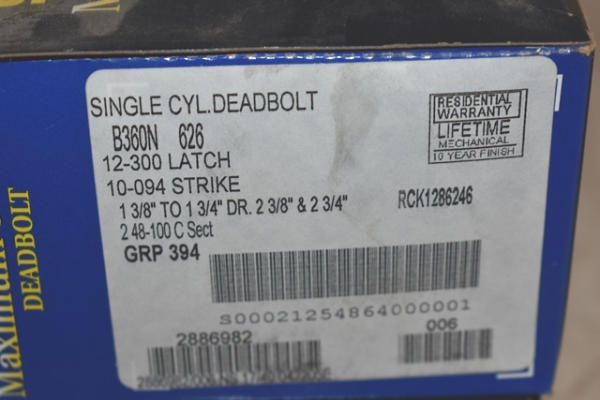 SINGLE CYL.DEADBOLT
B360N 626
12-300 LATCH
10-094 STRIKE
1 3/8" TO 1 3/4" DR. 2 3/8" & 2 3/4"
2 48-100 C Sect
GRP 394
RESIDENTIAL
WARRANTY
LIFETIME
MECHANICAL
10 YEAR FINISH
RCK1286246
S000212548640000001
2886982
006
Maximum
DEADBOLT